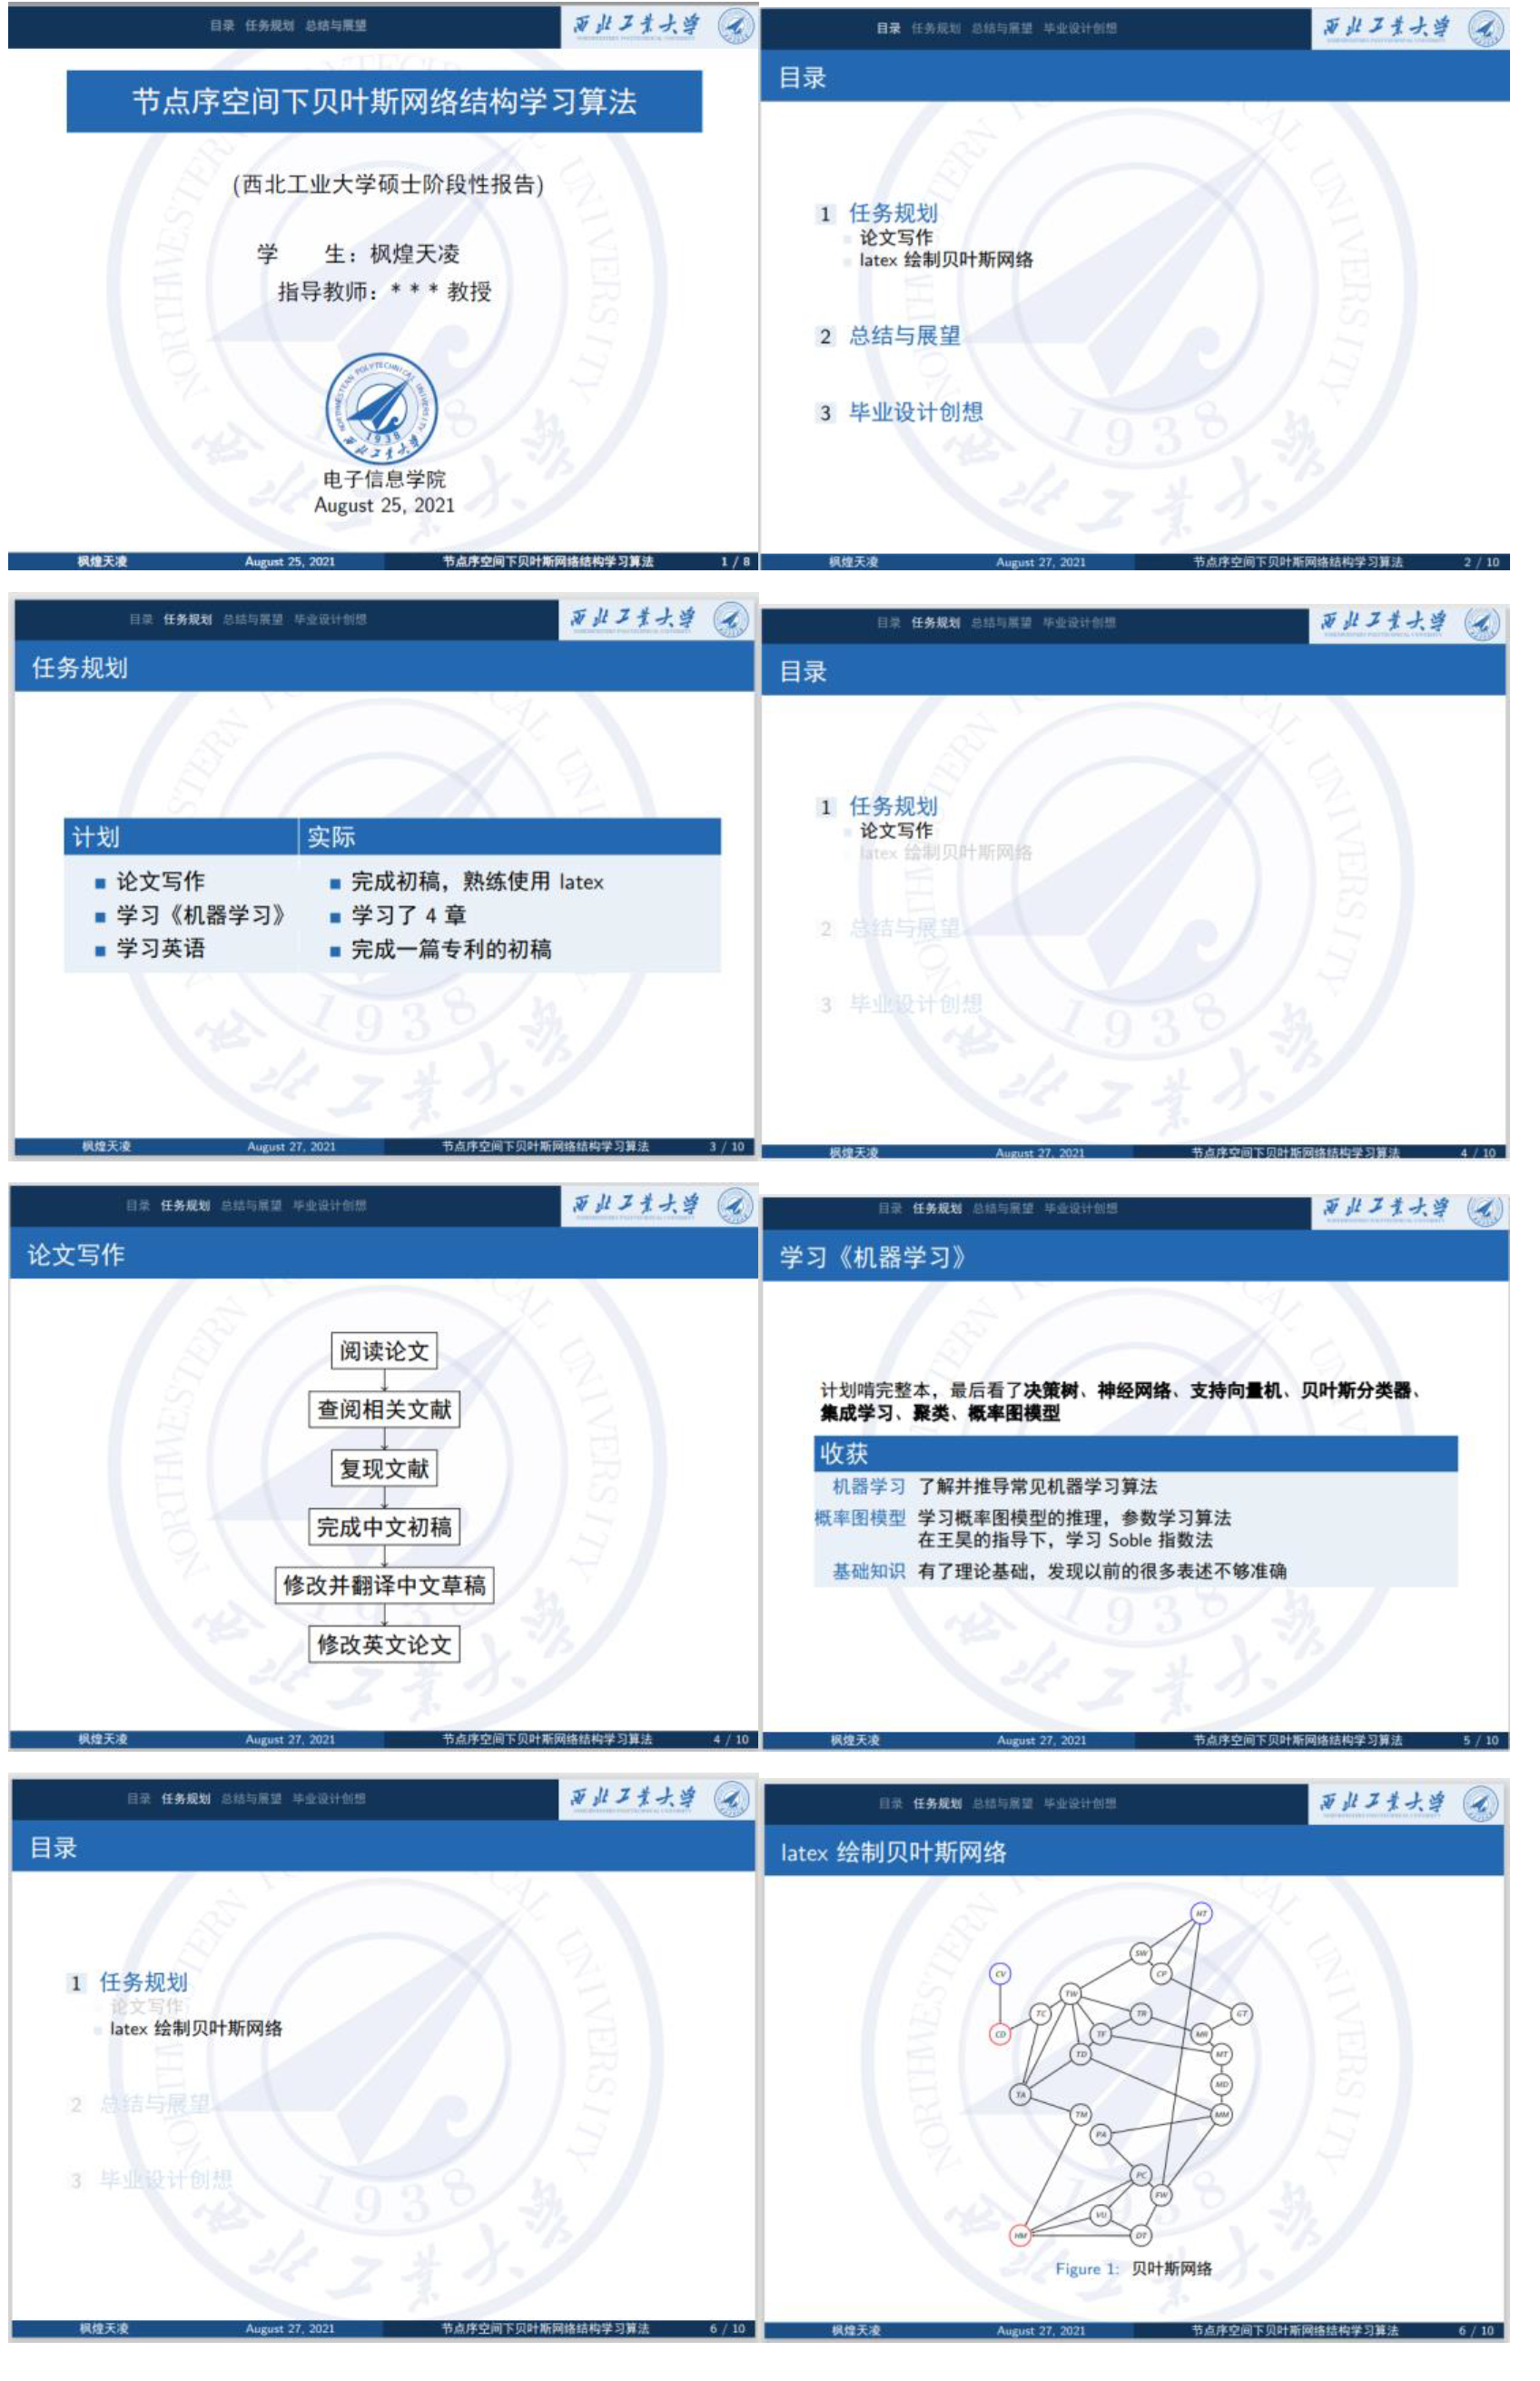 目录 任务规划 总结与展望
西北工业大学
节点序空间下贝叶斯网络结构学习算法
(西北工业大学硕士阶段性报告)
学 生：枫煌天凌
指导教师：* * * 教授
NORTHWESTERN POLYTECHNICAL UNIVERSITY
1938
西北工业大学
电子信息学院
August 25, 2021
枫煌天凌 August 25, 2021 节点序空间下贝叶斯网络结构学习算法 1 / 8
目录 任务规划 总结与展望 毕业设计创想
西北工业大学
目录
1 任务规划
论文写作
latex 绘制贝叶斯网络
2 总结与展望
3 毕业设计创想
枫煌天凌 August 27, 2021 节点序空间下贝叶斯网络结构学习算法 2 / 10
目录 任务规划 总结与展望 毕业设计创想
西北工业大学
任务规划
计划 实际
论文写作 完成初稿，熟练使用 latex
学习《机器学习》 学习了 4 章
学习英语 完成一篇专利的初稿
枫煌天凌 August 27, 2021 节点序空间下贝叶斯网络结构学习算法 3 / 10
目录 任务规划 总结与展望 毕业设计创想
西北工业大学
目录
1 任务规划
论文写作
latex 绘制贝叶斯网络
2 总结与展望
3 毕业设计创想
枫煌天凌 August 27, 2021 节点序空间下贝叶斯网络结构学习算法 4 / 10
目录 任务规划 总结与展望 毕业设计创想
西北工业大学
论文写作
阅读论文
查阅相关文献
复现文献
完成中文初稿
修改并翻译中文草稿
修改英文论文
枫煌天凌 August 27, 2021 节点序空间下贝叶斯网络结构学习算法 4 / 10
目录 任务规划 总结与展望 毕业设计创想
西北工业大学
学习《机器学习》
计划啃完整本，最后看了决策树、神经网络、支持向量机、贝叶斯分类器、
集成学习、聚类、概率图模型
收获
机器学习 了解并推导常见机器学习算法
概率图模型 学习概率图模型的推理，参数学习算法
在王昊的指导下，学习 Soble 指数法
基础知识 有了理论基础，发现以前的很多表述不够准确
枫煌天凌 August 27, 2021 节点序空间下贝叶斯网络结构学习算法 5 / 10
目录 任务规划 总结与展望 毕业设计创想
西北工业大学
目录
1 任务规划
论文写作
latex 绘制贝叶斯网络
2 总结与展望
3 毕业设计创想
枫煌天凌 August 27, 2021 节点序空间下贝叶斯网络结构学习算法 6 / 10
目录 任务规划 总结与展望 毕业设计创想
西北工业大学
latex 绘制贝叶斯网络
HT
SW
CV
CP
TW
TC
TR
GT
CD
TF
MR
TD
MT
MD
TA
TM
MM
PA
PC
FW
VU
HM
DT
Figure 1: 贝叶斯网络
枫煌天凌 August 27, 2021 节点序空间下贝叶斯网络结构学习算法 6 / 10